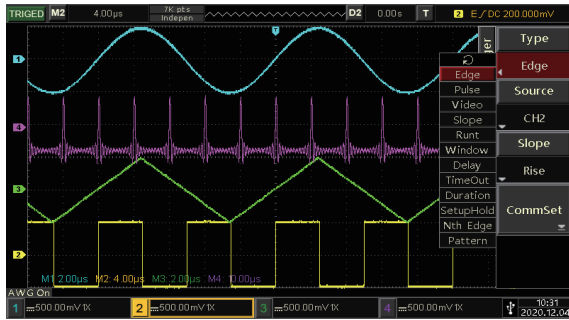 TRIGED M2 4.00μs 7K pts D2 0.00s T 2 E DC 200.000mV
Indepen
Type
Edge
Source
CH2
Slope
Rise
CommSet
ger
Edge
Pulse
Video
Slope
Runt
Window
Delay
TimeOut
Duration
SetupHold
Nth Edge
Pattern
1
4
3
2
M1:2.00μs M2: 4.00μs M3: 2.00μs M4:
AWG On
1 500.00mV 1X 2 500.00mV 1X 3 500.00mV 1X 4 500.00mV 1X 10:31
2020.12.04